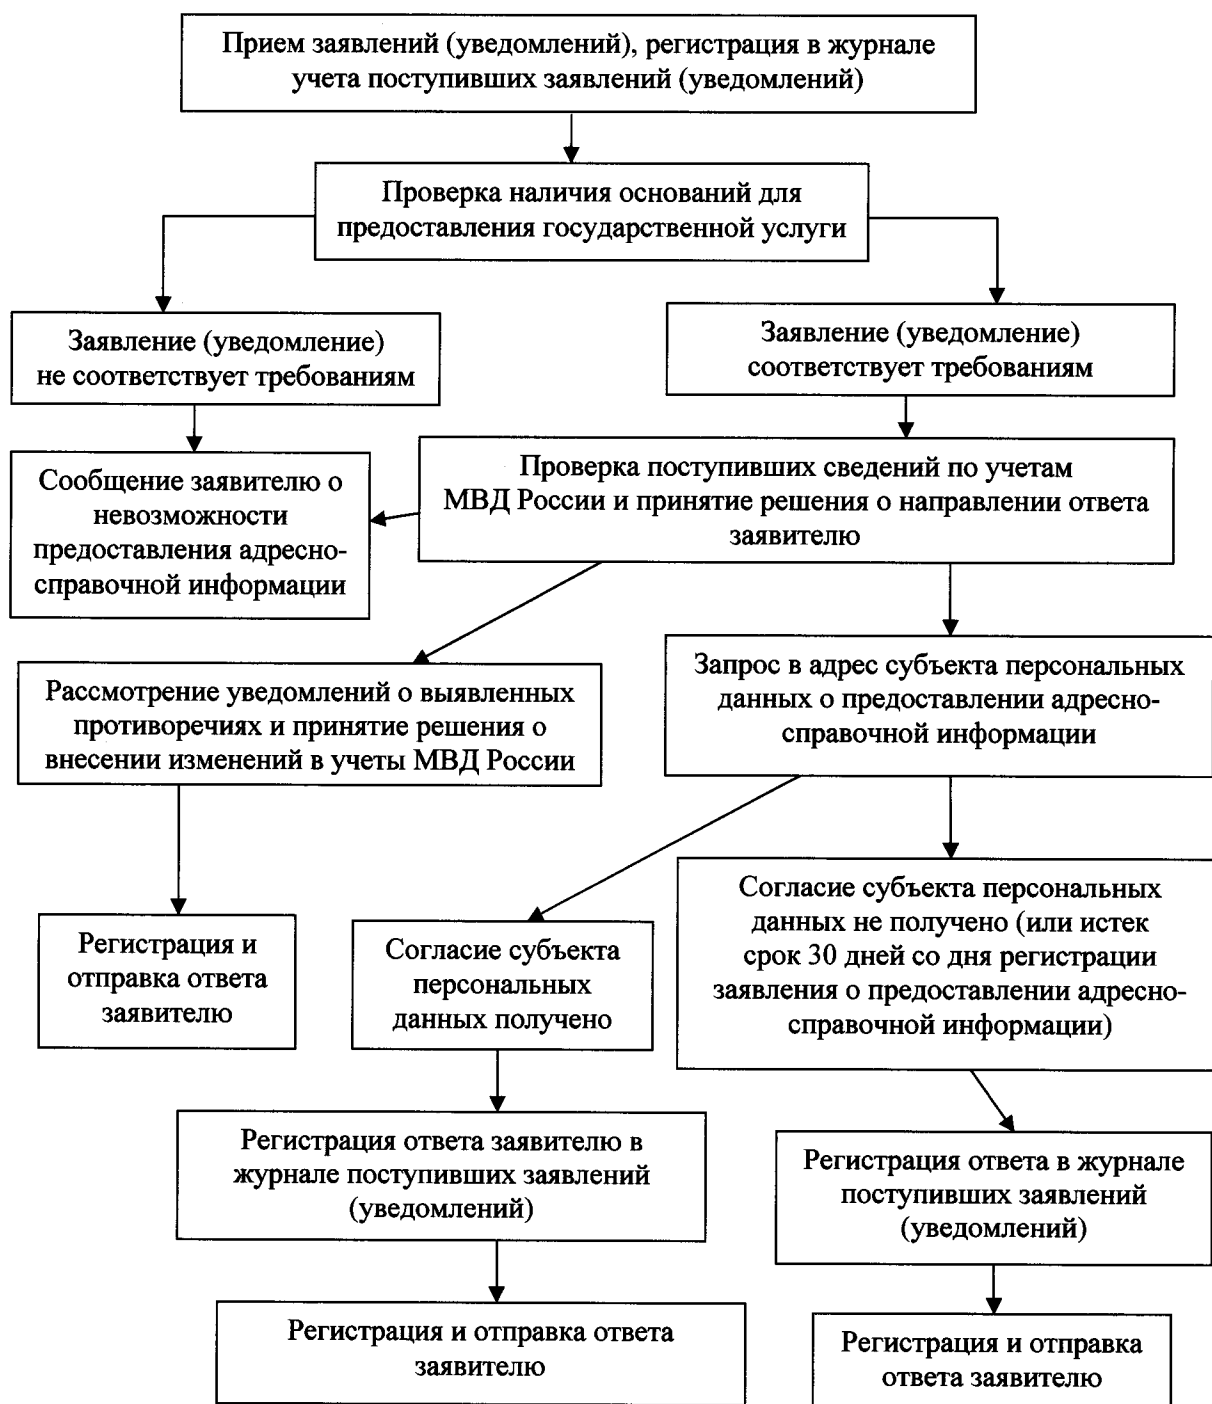 Прием заявлений (уведомлений), регистрация в журнале
учета поступивших заявлений (уведомлений)
Проверка наличия оснований для
предоставления государственной услуги
Заявление (уведомление)
не соответствует требованиям
Заявление (уведомление)
соответствует требованиям
Сообщение заявителю о
невозможности
предоставления адресно-
справочной информации
Проверка поступивших сведений по учетам
МВД России и принятие решения о направлении ответа
заявителю
Рассмотрение уведомлений о выявленных
противоречиях и принятие решения о
внесении изменений в учеты МВД России
Запрос в адрес субъекта персональных
данных о предоставлении адресно-
справочной информации
Регистрация и
отправка ответа
заявителю
Согласие субъекта
персональных
данных получено
Согласие субъекта персональных
данных не получено (или истек
срок 30 дней со дня регистрации
заявления о предоставлении адресно-
справочной информации)
Регистрация ответа заявителю в
журнале поступивших заявлений
(уведомлений)
Регистрация ответа в журнале
поступивших заявлений
(уведомлений)
Регистрация и отправка ответа
заявителю
Регистрация и отправка
ответа заявителю